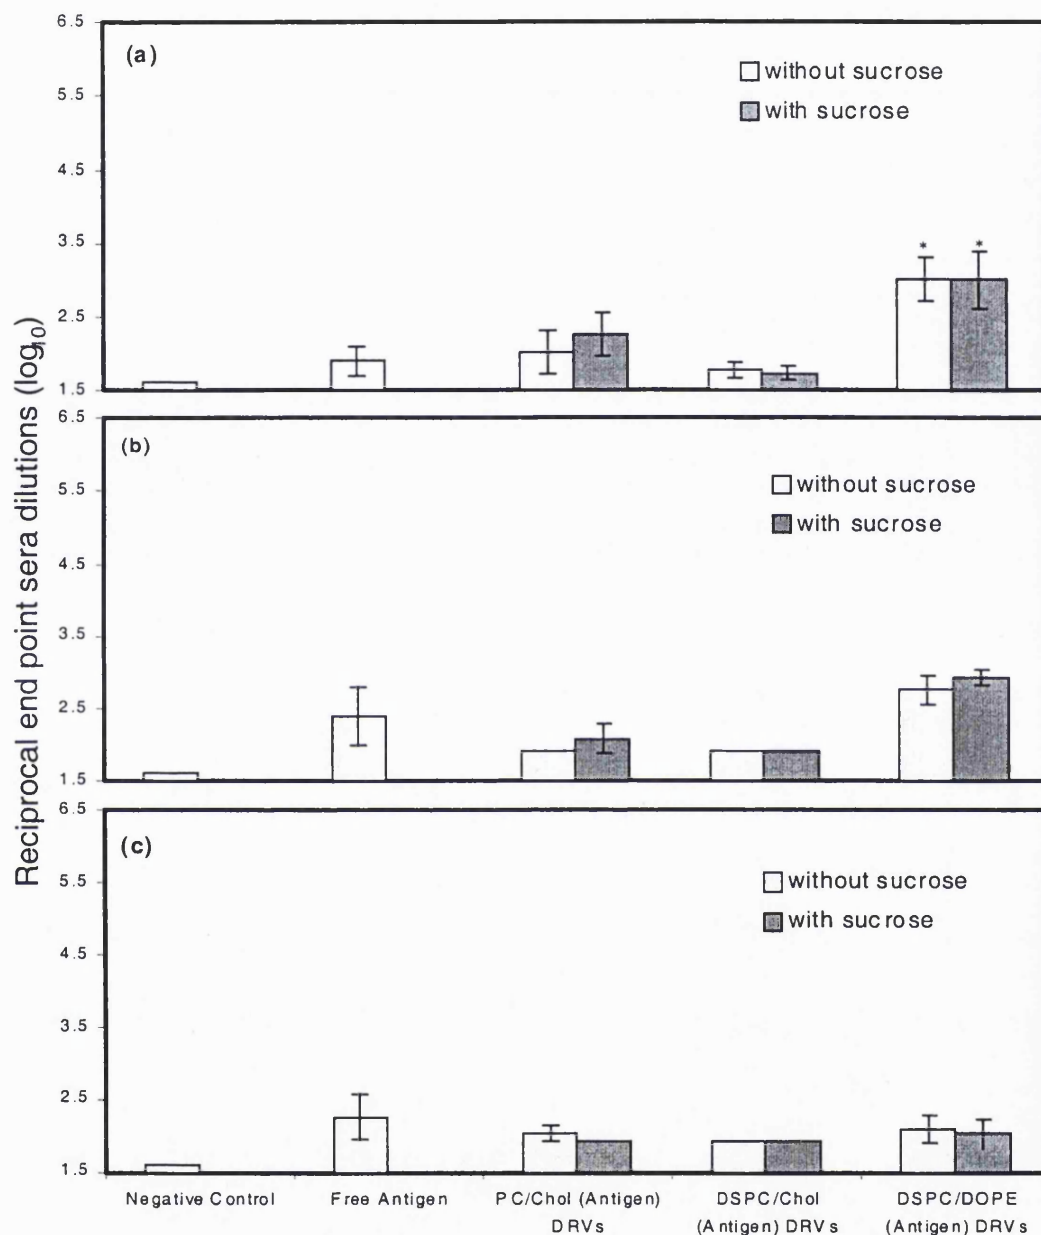 Reciprocal end point sera dilutions (log10)
6.5
(a)
without sucrose
with sucrose
5.5
4.5
3.5
* *
2.5
1.5
6.5
(b)
without sucrose
with sucrose
5.5
4.5
3.5
2.5
1.5
6.5
(c)
without sucrose
with sucrose
5.5
4.5
3.5
2.5
1.5
Negative Control Free Antigen PC/Chol (Antigen) DSPC/Chol DSPC/DOPE
DRVs (Antigen) DRVs (Antigen) DRVs